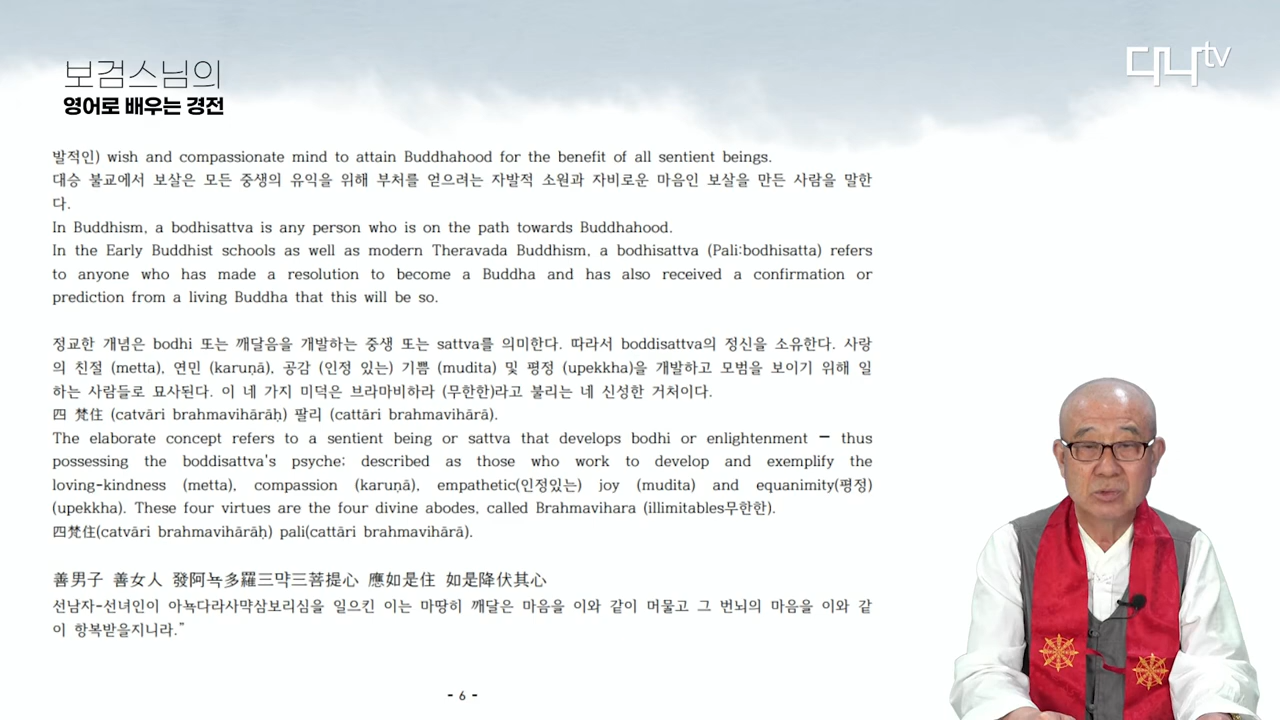 보검스님의
영어로 배우는 경전
다나tv
발적인) wish and compassionate mind to attain Buddhahood for the benefit of all sentient beings.
대승 불교에서 보살은 모든 중생의 유익을 위해 부처를 얻으려는 자발적 소원과 자비로운 마음인 보살을 만든 사람을 말한
다.
In Buddhism, a bodhisattva is any person who is on the path towards Buddhahood.
In the Early Buddhist schools as well as modern Theravada Buddhism, a bodhisattva (Pali:bodhisatta) refers
to anyone who has made a resolution to become a Buddha and has also received a confirmation or
prediction from a living Buddha that this will be so.
정교한 개념은 bodhi 또는 깨달음을 개발하는 중생 또는 sattva를 의미한다. 따라서 boddisattva의 정신을 소유한다. 사랑
의 친절 (metta), 연민 (karuṇā), 공감 (인정 있는) 기쁨 (mudita) 및 평정 (upekkha)을 개발하고 모범을 보이기 위해 일
하는 사람들로 묘사된다. 이 네 가지 미덕은 브라마비하라 (무한한)라고 불리는 네 신성한 거처이다.
四 梵住 (catvāri brahmavihārāḥ) 팔리 (cattāri brahmavihārā).
The elaborate concept refers to a sentient being or sattva that develops bodhi or enlightenment – thus
possessing the boddisattva's psyche; described as those who work to develop and exemplify the
loving-kindness (metta), compassion (karuṇā), empathetic(인정있는) joy (mudita) and equanimity(평정)
(upekkha). These four virtues are the four divine abodes, called Brahmavihara (illimitables무한한).
四梵住(catvāri brahmavihārāḥ) pali(cattāri brahmavihārā).
善男子 善女人 發阿뇩多羅三먁三菩提心 應如是住 如是降伏其心
선남자-선녀인이 아뇩다라사먁삼보리심을 일으킨 이는 마땅히 깨달은 마음을 이와 같이 머물고 그 번뇌의 마음을 이와 같
이 항복받을지니라.”
- 6 -